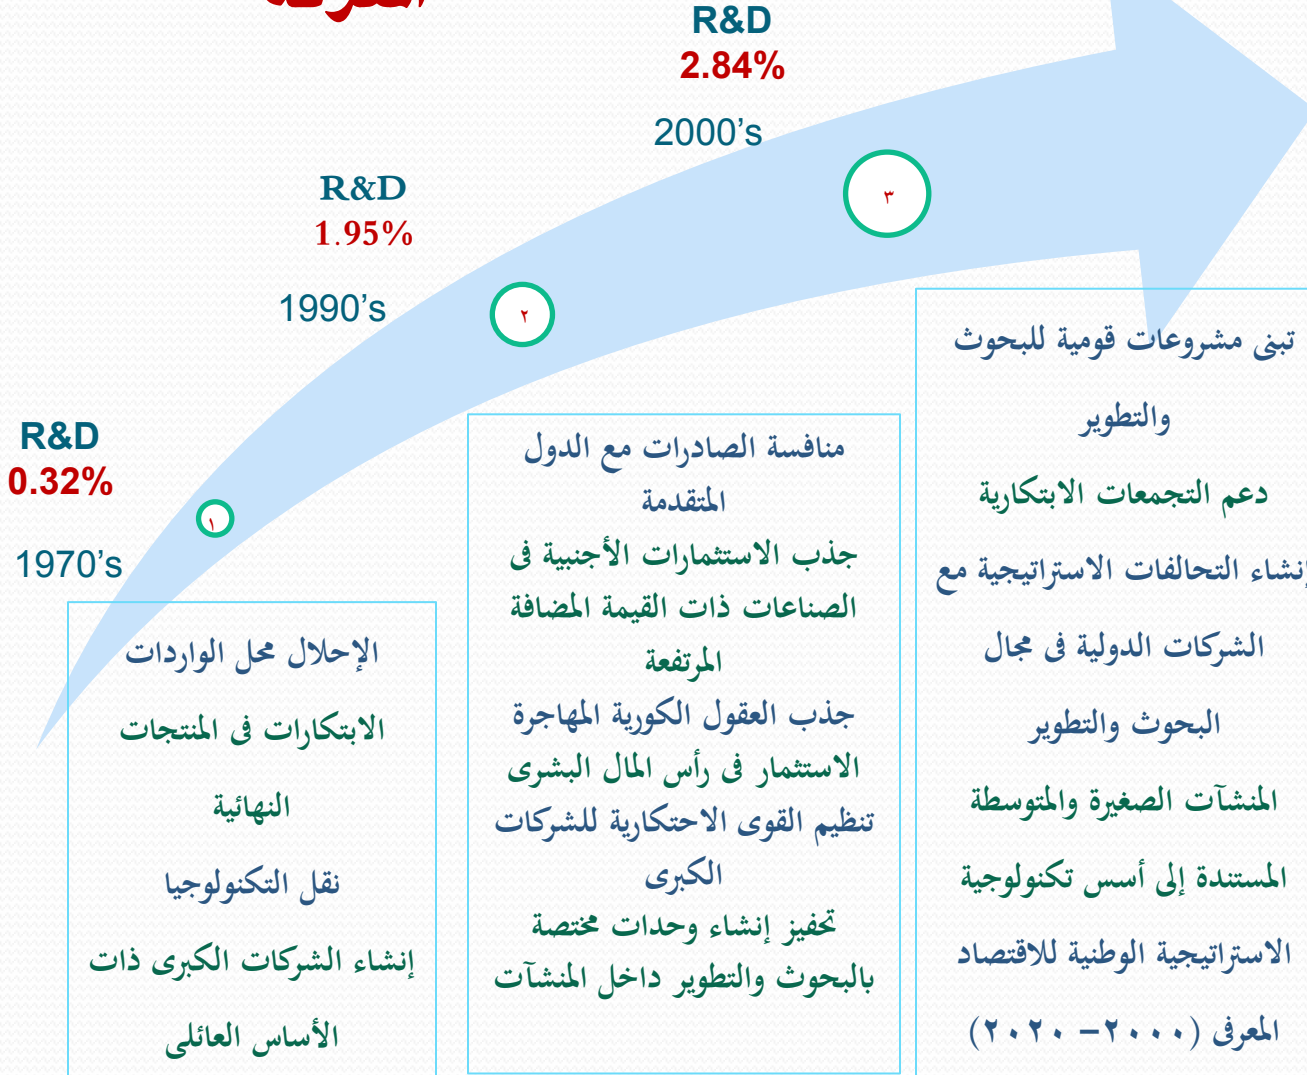 R&D
2.84%
2000's
٣
R&D
1.95%
1990's
٢
R&D
0.32%
1970's
١
الإحلال محل الواردات
الابتكارات فى المنتجات
النهائية
نقل التكنولوجيا
إنشاء الشركات الكبرى ذات
الأساس العائلى
منافسة الصادرات مع الدول
المتقدمة
جذب الاستثمارات الأجنبية فى
الصناعات ذات القيمة المضافة
المرتفعة
جذب العقول الكورية المهاجرة
الاستثمار فى رأس المال البشرى
تنظيم القوى الاحتكارية للشركات
الكبرى
تحفيز إنشاء وحدات مختصة
بالبحوث والتطوير داخل المنشآت
تبنى مشروعات قومية للبحوث
والتطوير
دعم التجمعات الابتكارية
إنشاء التحالفات الاستراتيجية مع
الشركات الدولية فى مجال
البحوث والتطوير
المنشآت الصغيرة والمتوسطة
المستندة إلى أسس تكنولوجية
الاستراتيجية الوطنية للاقتصاد
المعرفى (٢٠٠٠– ٢٠٢٠)